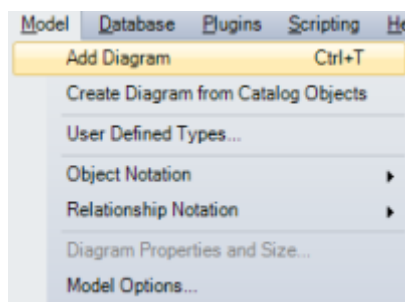 Model Database Plugins Scripting He
Add Diagram Ctrl+T
Create Diagram from Catalog Objects
User Defined Types...
Object Notation
Relationship Notation
Diagram Properties and Size...
Model Options...